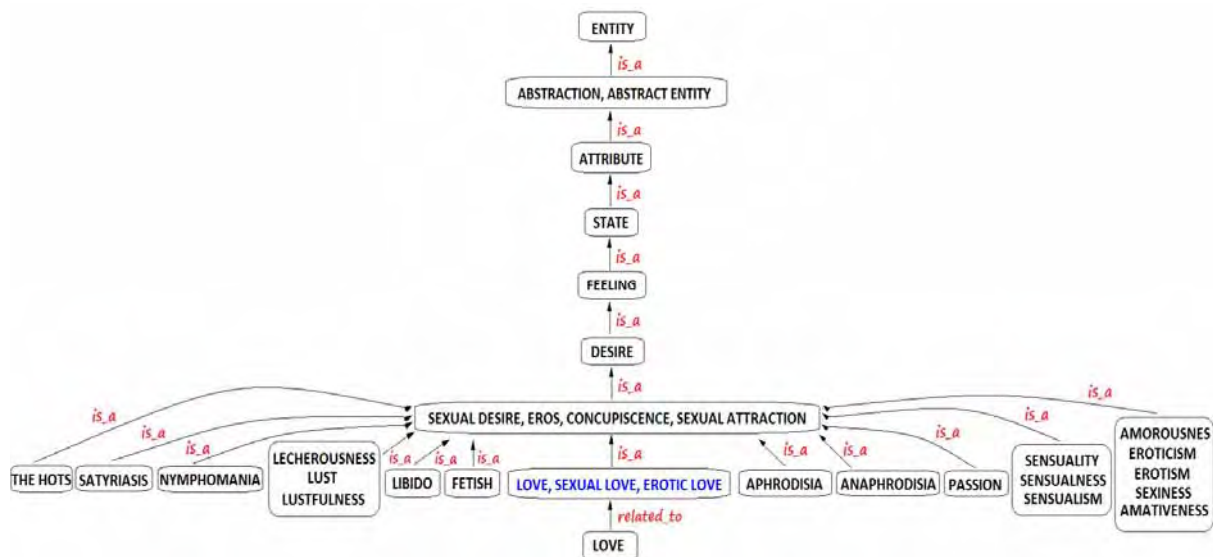 ENTITY
is_a
ABSTRACTION, ABSTRACT ENTITY
is_a
ATTRIBUTE
is_a
STATE
is_a
FEELING
is_a
DESIRE
is_a
SEXUAL DESIRE, EROS, CONCUPISCENCE, SEXUAL ATTRACTION
is_a
is_a
is_a
is_a
is_a
is_a
is_a
is_a
is_a
is_a
is_a
is_a
THE HOTS
SATYRIASIS
NYMPHOMANIA
LECHEROUSNESS
LUST
LUSTFULNESS
LIBIDO
FETISH
LOVE, SEXUAL LOVE, EROTIC LOVE
APHRODISIA
ANAPHRODISIA
PASSION
SENSUALITY
SENSUALNESS
SENSUALISM
AMOROUSNES
EROTICISM
EROTISM
SEXINESS
AMATIVENESS
related_to
LOVE